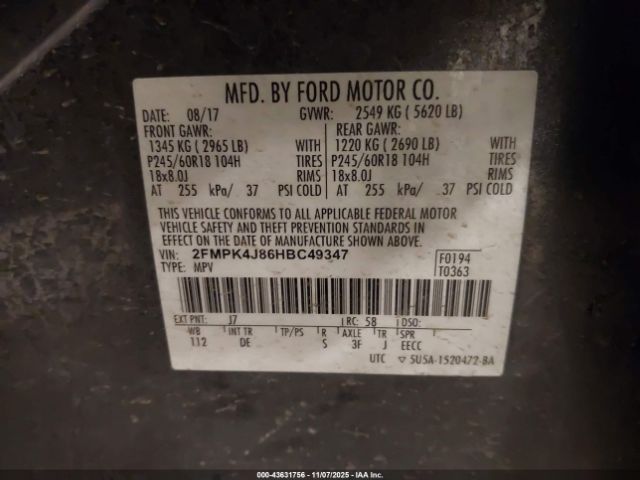 MFD. BY FORD MOTOR CO.
DATE: 08/17 GVWR: 2549 KG ( 5620 LB)
FRONT GAWR: REAR GAWR:
1345 KG ( 2965 LB) WITH 1220 KG ( 2690 LB) WITH
P245/60R18 104H TIRES P245/60R18 104H TIRES
18x8.0J RIMS 18x8.0J RIMS
AT 255 kPa/ 37 PSI COLD AT 255 kPa/ 37 PSI COLD
THIS VEHICLE CONFORMS TO ALL APPLICABLE FEDERAL MOTOR
VEHICLE SAFETY AND THEFT PREVENTION STANDARDS IN
EFFECT ON THE DATE OF MANUFACTURE SHOWN ABOVE.
VIN: 2FMPK4J86HBC49347 F0194
TYPE: MPV T0363
EXT PNT: J7 RC: 58 DSO:
WB INT TR TP/PS R AXLE TR SPR
112 DE S 3F J EECC
UTC ▽ 5U5A-1520472-BA
000-43631756 - 11/07/2025 - IAA Inc.